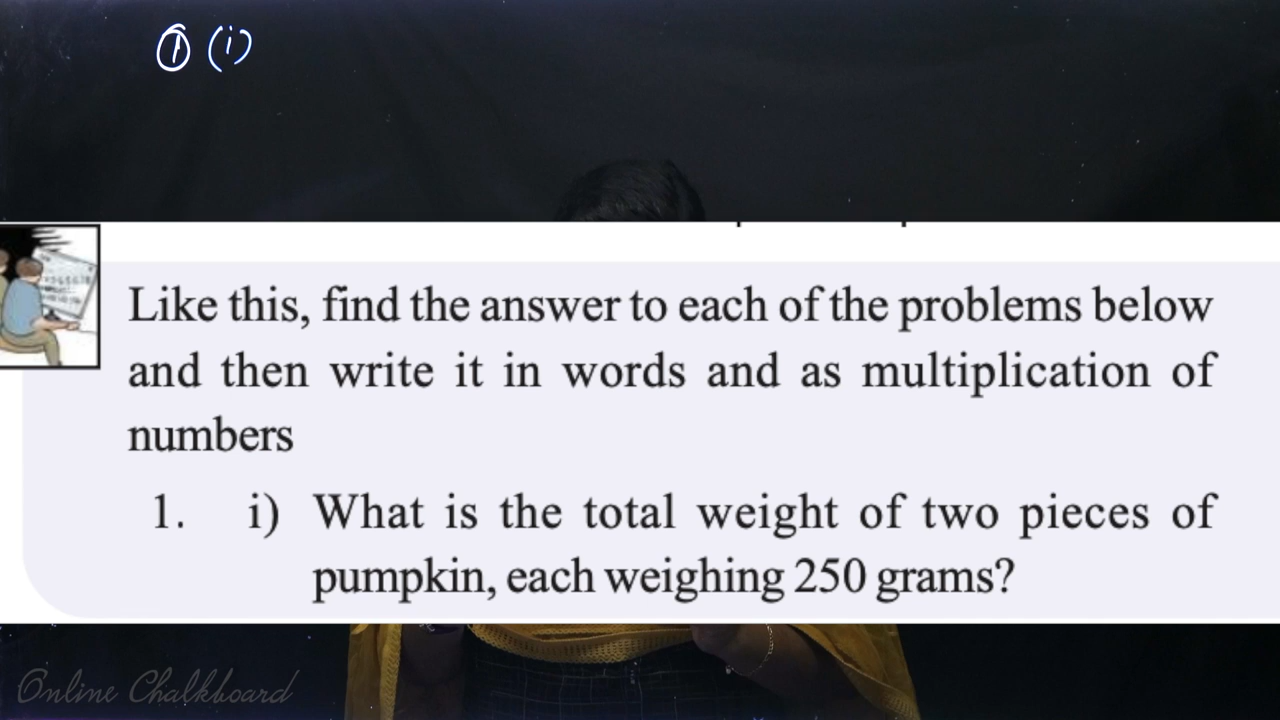 ① (i)
Like this, find the answer to each of the problems below
and then write it in words and as multiplication of
numbers
1. i) What is the total weight of two pieces of
pumpkin, each weighing 250 grams?
Online Chalkboard